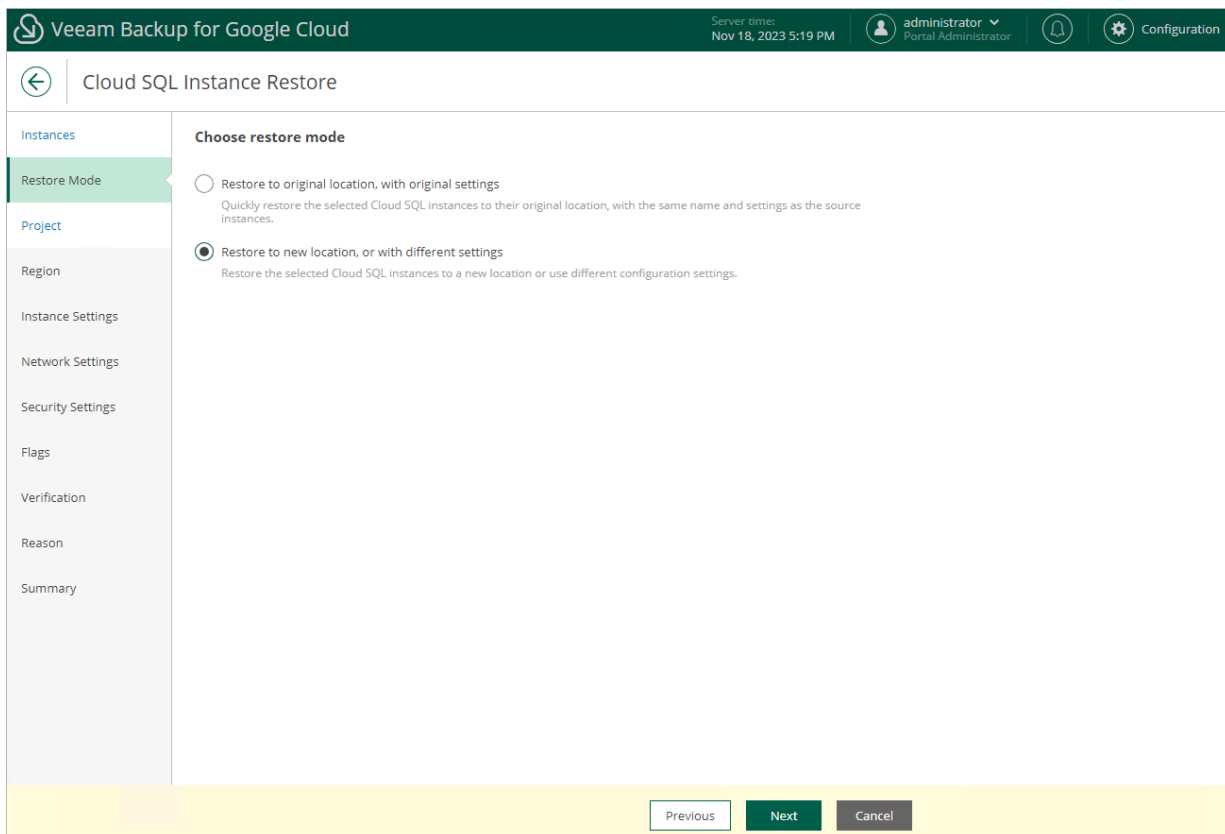 Veeam Backup for Google Cloud
Server time:
Nov 18, 2023 5:19 PM
administrator
Portal Administrator
Configuration
Cloud SQL Instance Restore
Instances
Restore Mode
Project
Region
Instance Settings
Network Settings
Security Settings
Flags
Verification
Reason
Summary
Choose restore mode
Restore to original location, with original settings
Quickly restore the selected Cloud SQL instances to their original location, with the same name and settings as the source
instances.
Restore to new location, or with different settings
Restore the selected Cloud SQL instances to a new location or use different configuration settings.
Previous
Next
Cancel